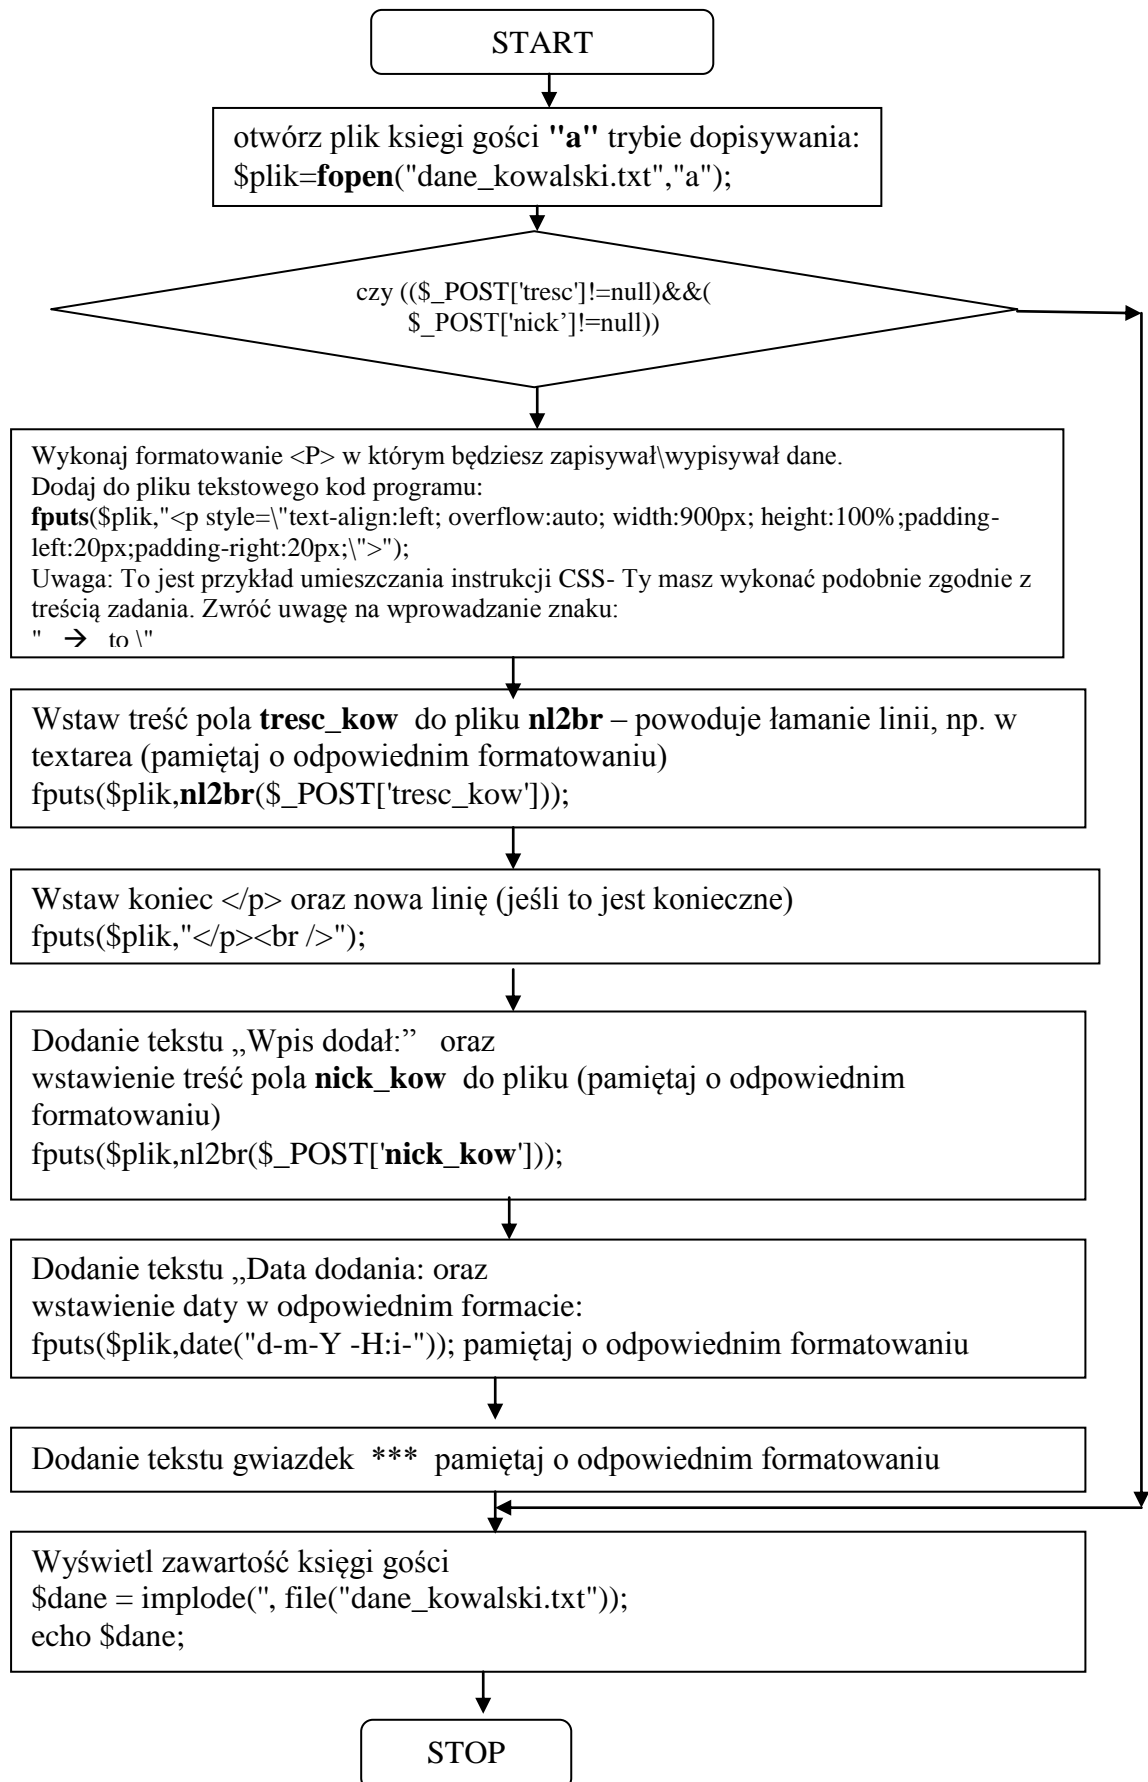 START
otwórz plik księgi gości "a" trybie dopisywania:
$plik=fopen("dane_kowalski.txt","a");
czy (($_POST['tresc']!=null)&&(
$_POST['nick’]!=null))
Wykonaj formatowanie <P> w którym będziesz zapisywał\wypisywał dane.
Dodaj do pliku tekstowego kod programu:
fputs($plik,"<p style=\"text-align:left; overflow:auto; width:900px; height:100%;padding-
left:20px;padding-right:20px;\">");
Uwaga: To jest przykład umieszczania instrukcji CSS- Ty masz wykonać podobnie zgodnie z
treścią zadania. Zwróć uwagę na wprowadzanie znaku:
" → to \"
Wstaw treść pola tresc_kow do pliku nl2br – powoduje łamanie linii, np. w
textarea (pamiętaj o odpowiednim formatowaniu)
fputs($plik,nl2br($_POST['tresc_kow']));
Wstaw koniec </p> oraz nowa linię (jeśli to jest konieczne)
fputs($plik,"</p><br />");
Dodanie tekstu „Wpis dodał:” oraz
wstawienie treść pola nick_kow do pliku (pamiętaj o odpowiednim
formatowaniu)
fputs($plik,nl2br($_POST['nick_kow']));
Dodanie tekstu „Data dodania: oraz
wstawienie daty w odpowiednim formacie:
fputs($plik,date("d-m-Y -H:i-")); pamiętaj o odpowiednim formatowaniu
Dodanie tekstu gwiazdek *** pamiętaj o odpowiednim formatowaniu
Wyświetl zawartość księgi gości
$dane = implode('', file("dane_kowalski.txt"));
echo $dane;
STOP